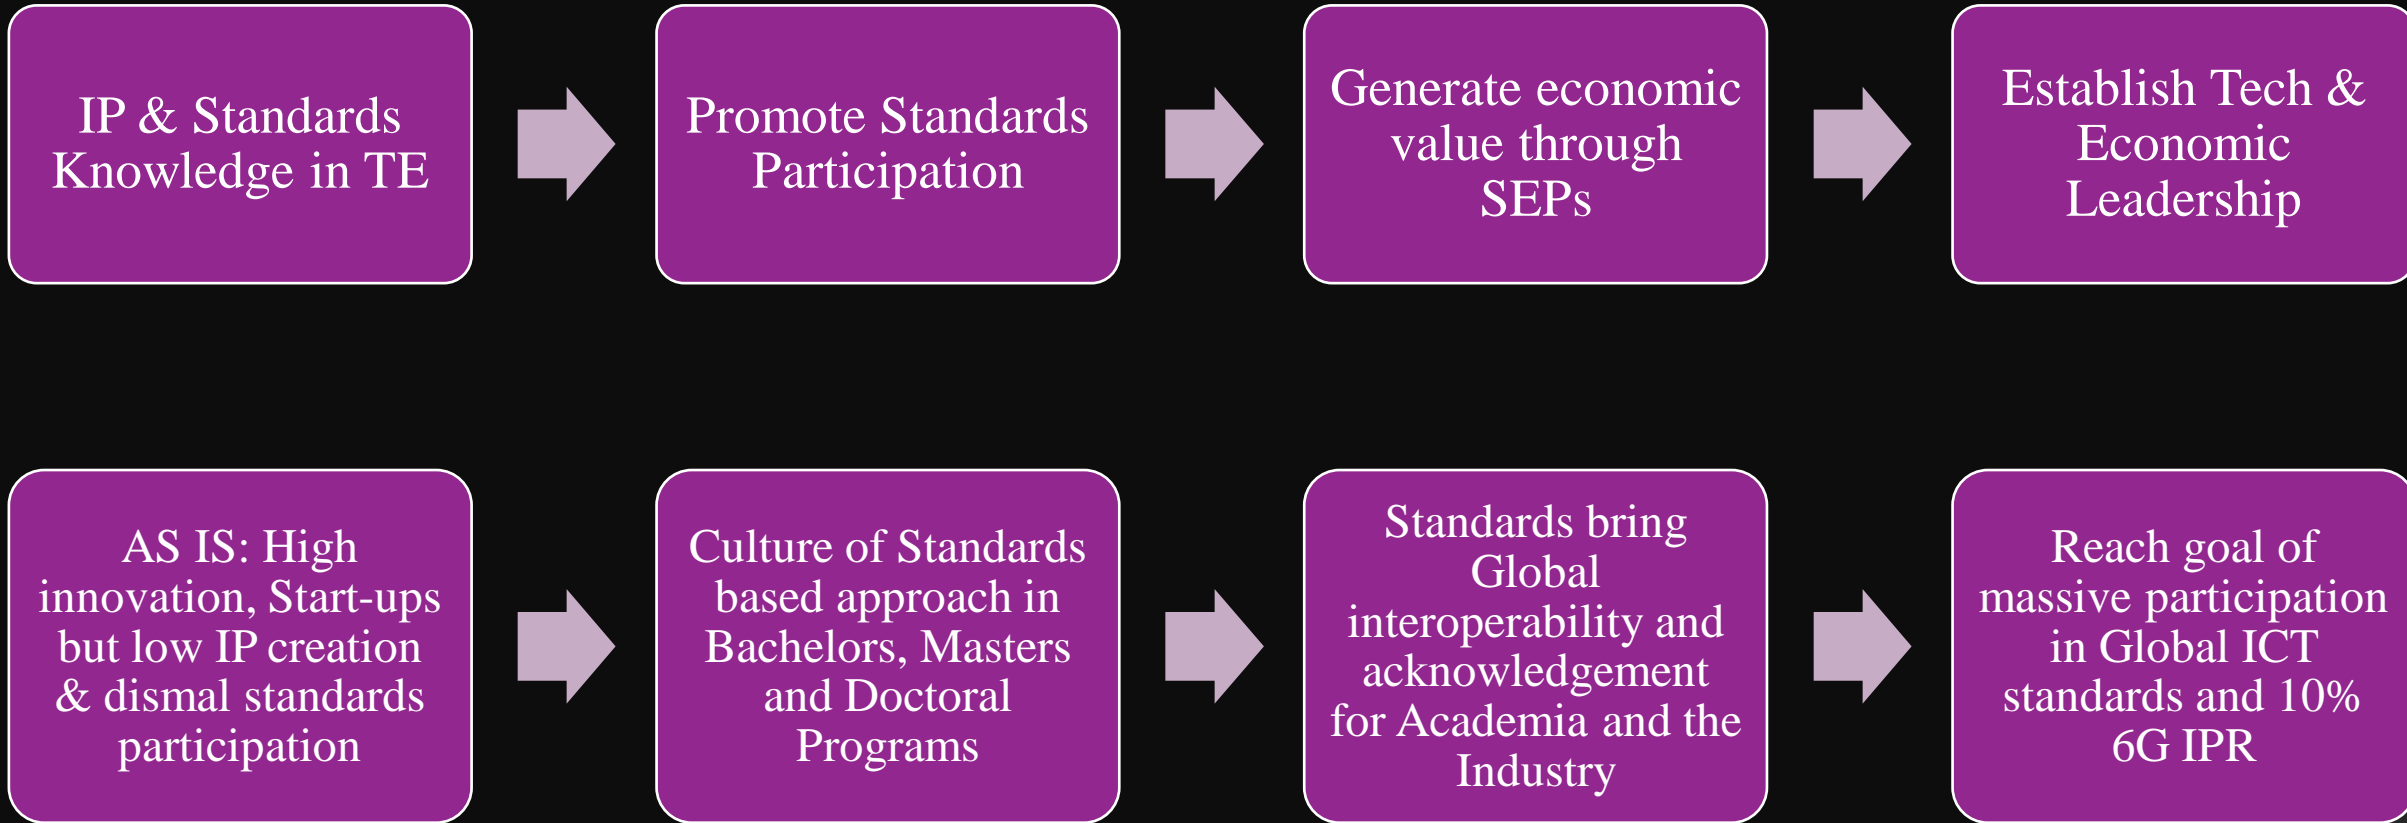 IP & Standards
Knowledge in TE
Promote Standards
Participation
Generate economic
value through
SEPs
Establish Tech &
Economic
Leadership
AS IS: High
innovation, Start-ups
but low IP creation
& dismal standards
participation
Culture of Standards
based approach in
Bachelors, Masters
and Doctoral
Programs
Standards bring
Global
interoperability and
acknowledgement
for Academia and the
Industry
Reach goal of
massive participation
in Global ICT
standards and 10%
6G IPR